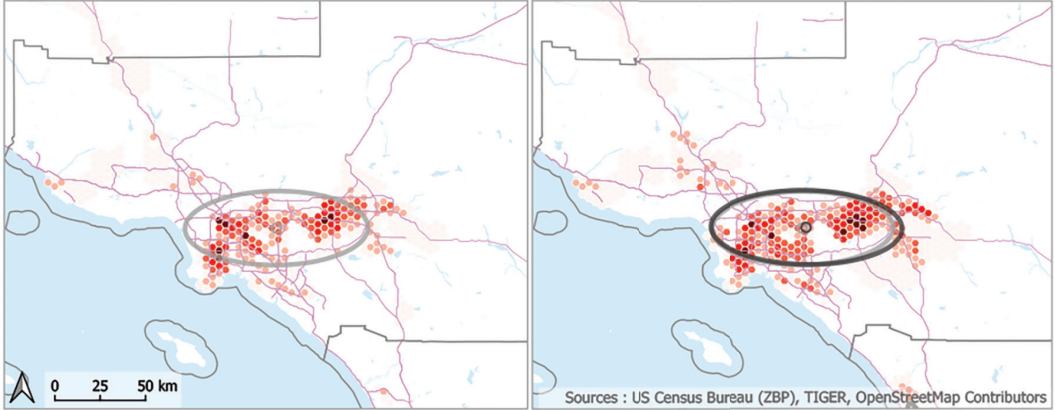 0 25 50 km
Sources : US Census Bureau (ZBP), TIGER, OpenStreetMap Contributors